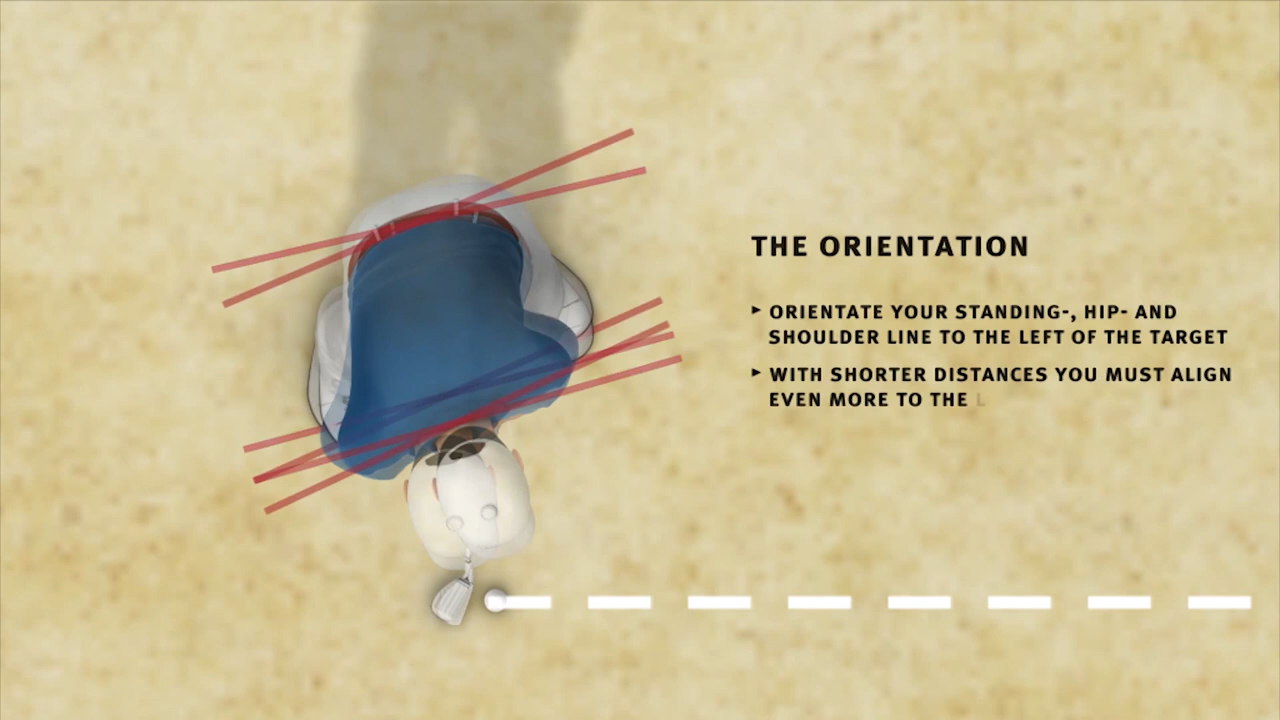 THE ORIENTATION
▸ ORIENTATE YOUR STANDING-, HIP- AND
SHOULDER LINE TO THE LEFT OF THE TARGET
▸ WITH SHORTER DISTANCES YOU MUST ALIGN
EVEN MORE TO THE L